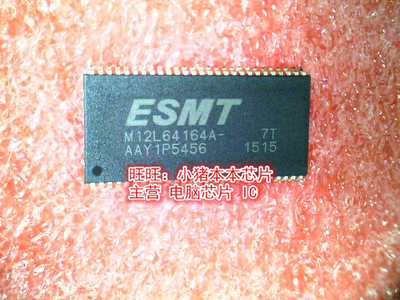 ESMT
M12L64164A- 7T
AAY1P5456 1515
旺旺：小猪本本芯片
主营 电脑芯片.IC